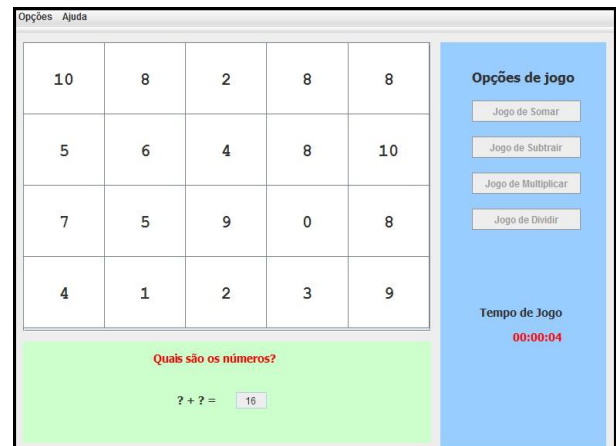 Opções Ajuda
10 8 2 8 8
5 6 4 8 10
7 5 9 0 8
4 1 2 3 9
Quais são os números?
? + ? = 16
Opções de jogo
Jogo de Somar
Jogo de Subtrair
Jogo de Multiplicar
Jogo de Dividir
Tempo de Jogo
00:00:04